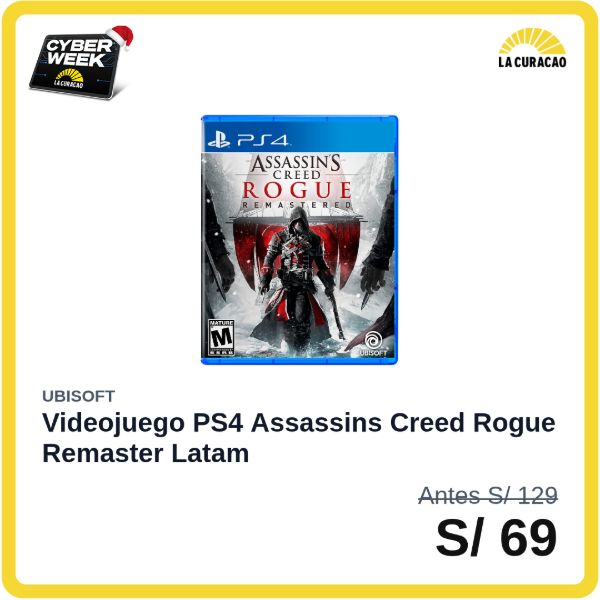 CYBER
WEEK
LA CURACAO
LA CURACAO
PS4
ASSASSIN'S
CREED
ROGUE
REMASTERED
MATURE
M
ESRB
UBISOFT
UBISOFT
Videojuego PS4 Assassins Creed Rogue
Remaster Latam
Antes S/ 129
S/ 69